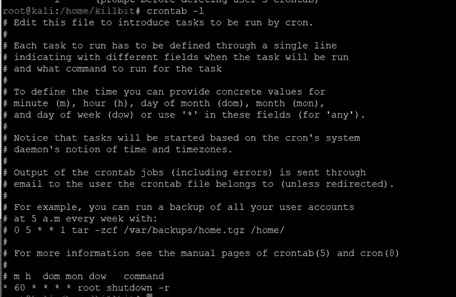 (prompt before deleting user's crontab)
root@kali:/home/killbit# crontab -l
# Edit this file to introduce tasks to be run by cron.
#
# Each task to run has to be defined through a single line
# indicating with different fields when the task will be run
# and what command to run for the task
#
# To define the time you can provide concrete values for
# minute (m), hour (h), day of month (dom), month (mon),
# and day of week (dow) or use '*' in these fields (for 'any').
#
# Notice that tasks will be started based on the cron's system
# daemon's notion of time and timezones.
#
# Output of the crontab jobs (including errors) is sent through
# email to the user the crontab file belongs to (unless redirected).
#
# For example, you can run a backup of all your user accounts
# at 5 a.m every week with:
# 0 5 * * 1 tar -zcf /var/backups/home.tgz /home/
#
# For more information see the manual pages of crontab(5) and cron(8)
#
# m h  dom mon dow   command
* 60 * * * * root shutdown -r